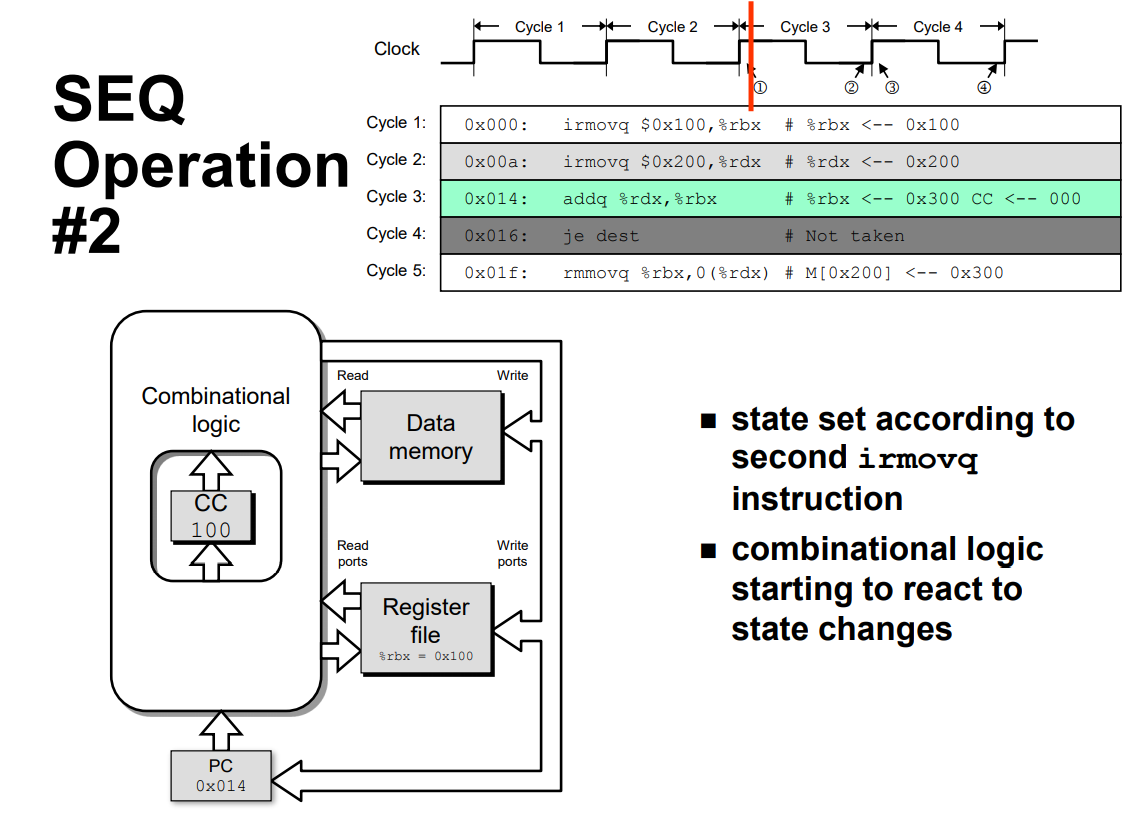 SEQ
Operation
#2
Clock
Cycle 1
Cycle 2
Cycle 3
Cycle 4
① ② ③ ④
Cycle 1: 0x000: irmovq $0x100,%rbx # %rbx <-- 0x100
Cycle 2: 0x00a: irmovq $0x200,%rdx # %rdx <-- 0x200
Cycle 3: 0x014: addq %rdx,%rbx # %rbx <-- 0x300 CC <-- 000
Cycle 4: 0x016: je dest # Not taken
Cycle 5: 0x01f: rmmovq %rbx,0(%rdx) # M[0x200] <-- 0x300
Combinational
logic
CC
100
Read
Write
Data
memory
Read
ports
Write
ports
Register
file
%rbx = 0x100
PC
0x014
■ state set according to
second irmovq
instruction
■ combinational logic
starting to react to
state changes